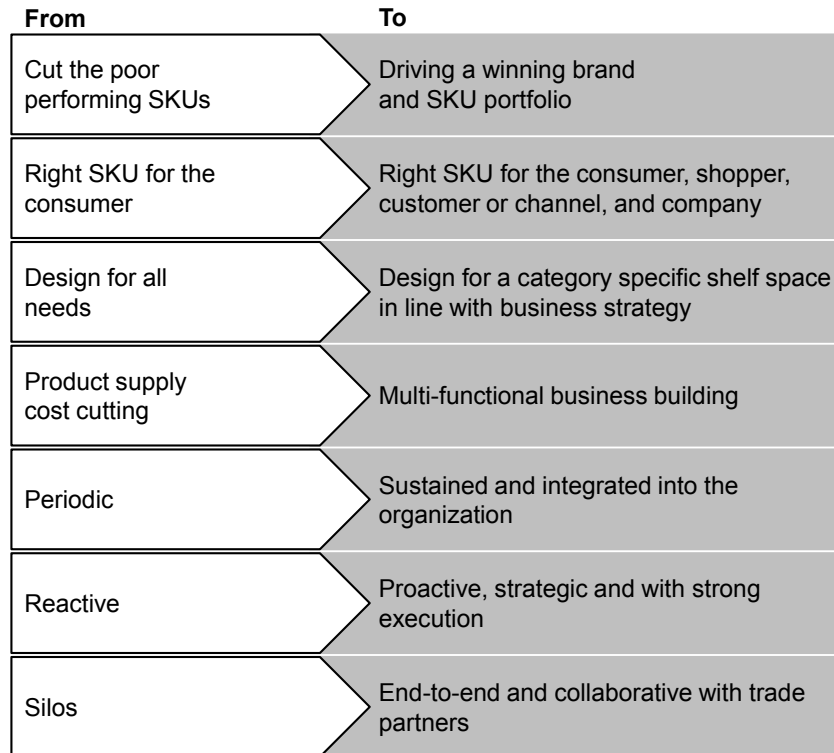 From
To
Cut the poor
performing SKUs
Driving a winning brand
and SKU portfolio
Right SKU for the
consumer
Right SKU for the consumer, shopper,
customer or channel, and company
Design for all
needs
Design for a category specific shelf space
in line with business strategy
Product supply
cost cutting
Multi-functional business building
Periodic
Sustained and integrated into the
organization
Reactive
Proactive, strategic and with strong
execution
Silos
End-to-end and collaborative with trade
partners